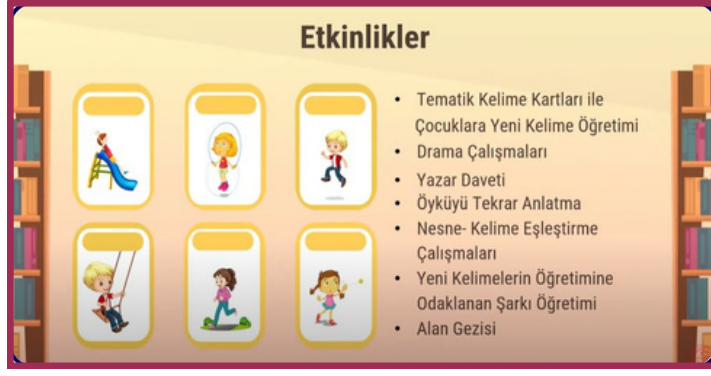 Etkinlikler
• Tematik Kelime Kartları ile
Çocuklara Yeni Kelime Öğretimi
• Drama Çalışmaları
• Yazar Daveti
• Öyküyü Tekrar Anlatma
• Nesne- Kelime Eşleştirme
Çalışmaları
• Yeni Kelimelerin Öğretimine
Odaklanan Şarkı Öğretimi
• Alan Gezisi